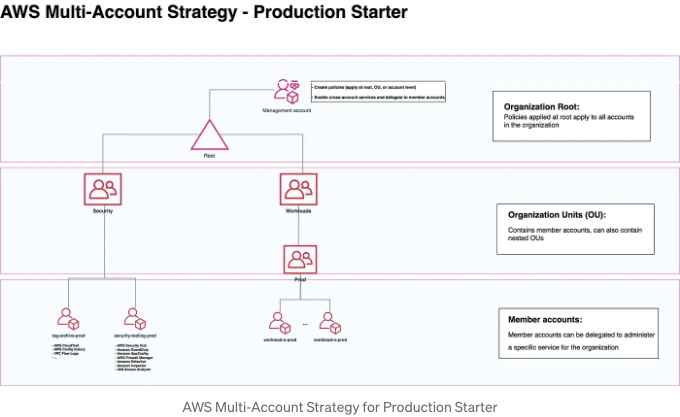 AWS Multi-Account Strategy - Production Starter
- Create policies (apply at root, OU, or account level)
- Enable cross-account services and delegate to member accounts
Management account
Organization Root:
Policies applied at root apply to all accounts
in the organization
Root
Security
Workloads
Organization Units (OU):
Contains member accounts, can also contain
nested OUs
Prod
log-archive-prod
- AWS CloudTrail
- AWS Config history
- VPC Flow Logs
- ...
security-tooling-prod
- AWS Security Hub
- Amazon GuardDuty
- Amazon AppConfig
- AWS Firewall Manager
- Amazon Detective
- Amazon Inspector
- IAM Access Analyzer
...
workload-x-prod
workload-n-prod
Member accounts:
Member accounts can be delegated to administer
a specific service for the organization
AWS Multi-Account Strategy for Production Starter